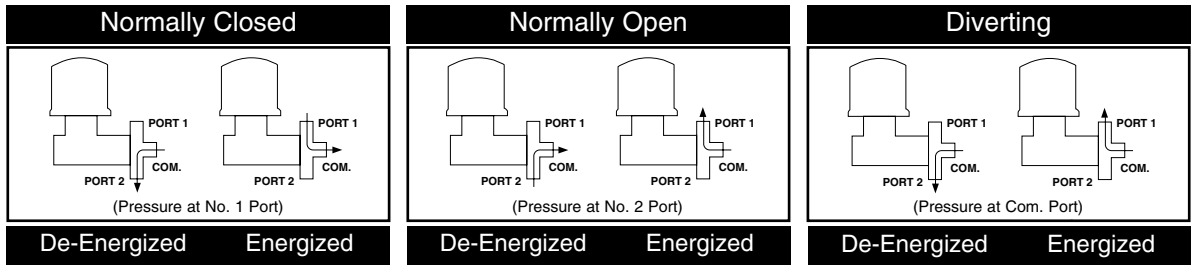 Normally Closed
PORT 1
COM.
PORT 2
PORT 1
COM.
PORT 2
(Pressure at No. 1 Port)
De-Energized Energized
Normally Open
PORT 1
COM.
PORT 2
PORT 1
COM.
PORT 2
(Pressure at No. 2 Port)
De-Energized Energized
Diverting
PORT 1
COM.
PORT 2
PORT 1
COM.
PORT 2
(Pressure at Com. Port)
De-Energized Energized